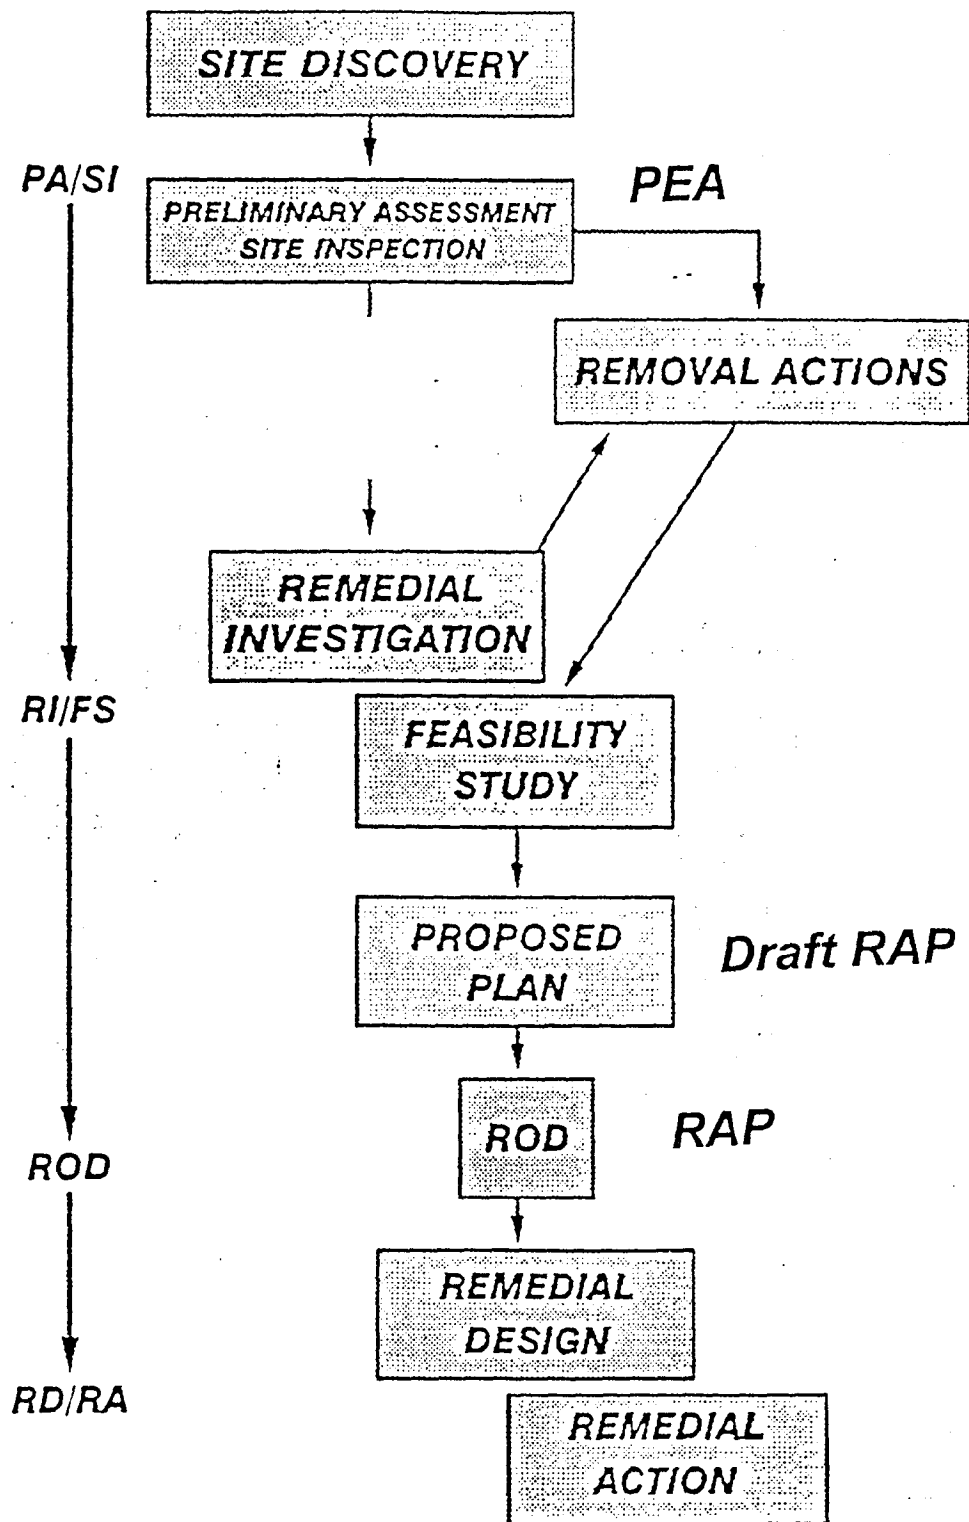 SITE DISCOVERY
PA/SI
PRELIMINARY ASSESSMENT
SITE INSPECTION
PEA
REMOVAL ACTIONS
REMEDIAL
INVESTIGATION
RI/FS
FEASIBILITY
STUDY
PROPOSED
PLAN
Draft RAP
ROD
RAP
ROD
REMEDIAL
DESIGN
RD/RA
REMEDIAL
ACTION